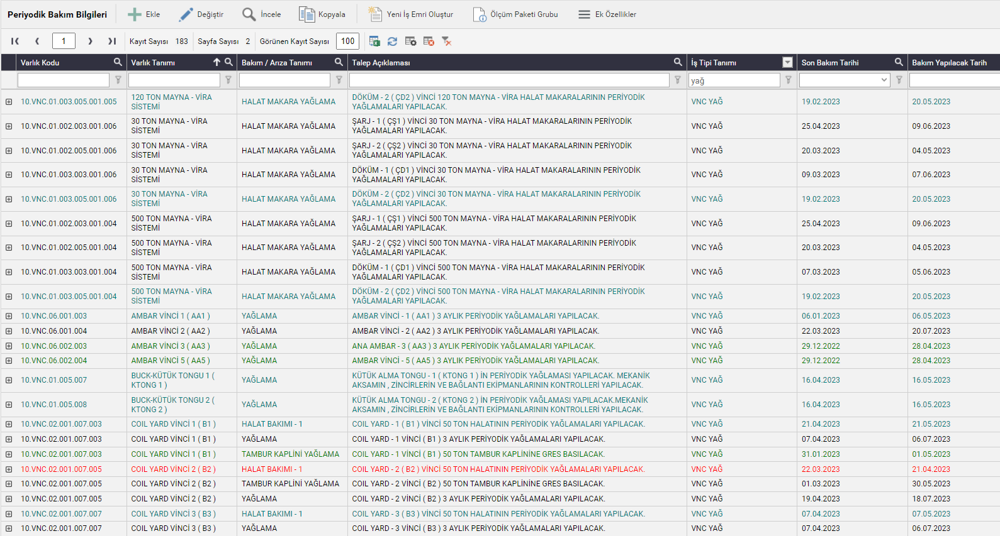 Periyodik Bakım Bilgileri Ekle Değiştir İncele Kopyala Yeni İş Emri Oluştur Ölçüm Paketi Grubu Ek Özellikler
1 Kayıt Sayısı 183 Sayfa Sayısı 2 Görünen Kayıt Sayısı 100
Varlık Kodu Varlık Tanımı Bakım / Arıza Tanımı Talep Açıklaması İş Tipi Tanımı Son Bakım Tarihi Bakım Yapılacak Tarih
yağ
10.VNC.01.003.005.001.005 120 TON MAYNA - VİRA SİSTEMİ HALAT MAKARA YAĞLAMA DÖKÜM - 2 ( ÇD2 ) VİNCİ 120 TON MAYNA - VİRA HALAT MAKARALARININ PERİYODİK YAĞLAMALARI YAPILACAK. VNC YAĞ 19.02.2023 20.05.2023
10.VNC.01.002.003.001.006 30 TON MAYNA - VİRA SİSTEMİ HALAT MAKARA YAĞLAMA ŞARJ - 1 ( ÇŞ1 ) VİNCİ 30 TON MAYNA - VİRA HALAT MAKARALARININ PERİYODİK YAĞLAMALARI YAPILACAK. VNC YAĞ 25.04.2023 09.06.2023
10.VNC.01.002.005.001.006 30 TON MAYNA - VİRA SİSTEMİ HALAT MAKARA YAĞLAMA ŞARJ - 2 ( ÇŞ2 ) VİNCİ 30 TON MAYNA - VİRA HALAT MAKARALARININ PERİYODİK YAĞLAMALARI YAPILACAK. VNC YAĞ 20.03.2023 04.05.2023
10.VNC.01.003.003.001.006 30 TON MAYNA - VİRA SİSTEMİ HALAT MAKARA YAĞLAMA DÖKÜM - 1 ( ÇD1 ) VİNCİ 30 TON MAYNA - VİRA HALAT MAKARALARININ PERİYODİK YAĞLAMALARI YAPILACAK. VNC YAĞ 09.03.2023 07.06.2023
10.VNC.01.003.005.001.006 30 TON MAYNA - VİRA SİSTEMİ HALAT MAKARA YAĞLAMA DÖKÜM - 2 ( ÇD2 ) VİNCİ 30 TON MAYNA - VİRA HALAT MAKARALARININ PERİYODİK YAĞLAMALARI YAPILACAK. VNC YAĞ 19.02.2023 20.05.2023
10.VNC.01.002.003.001.004 500 TON MAYNA - VİRA SİSTEMİ HALAT MAKARA YAĞLAMA ŞARJ - 1 ( ÇŞ1 ) VİNCİ 500 TON MAYNA - VİRA HALAT MAKARALARININ PERİYODİK YAĞLAMALARI YAPILACAK. VNC YAĞ 25.04.2023 09.06.2023
10.VNC.01.002.005.001.004 500 TON MAYNA - VİRA SİSTEMİ HALAT MAKARA YAĞLAMA ŞARJ - 2 ( ÇŞ2 ) VİNCİ 500 TON MAYNA - VİRA HALAT MAKARALARININ PERİYODİK YAĞLAMALARI YAPILACAK. VNC YAĞ 20.03.2023 04.05.2023
10.VNC.01.003.003.001.004 500 TON MAYNA - VİRA SİSTEMİ HALAT MAKARA YAĞLAMA DÖKÜM - 1 ( ÇD1 ) VİNCİ 500 TON MAYNA - VİRA HALAT MAKARALARININ PERİYODİK YAĞLAMALARI YAPILACAK. VNC YAĞ 07.03.2023 05.06.2023
10.VNC.01.003.005.001.004 500 TON MAYNA - VİRA SİSTEMİ HALAT MAKARA YAĞLAMA DÖKÜM - 2 ( ÇD2 ) VİNCİ 500 TON MAYNA - VİRA HALAT MAKARALARININ PERİYODİK YAĞLAMALARI YAPILACAK. VNC YAĞ 19.02.2023 20.05.2023
10.VNC.06.001.003 AMBAR VİNCİ 1 ( AA1 ) YAĞLAMA AMBAR VİNCİ - 1 ( AA1 ) 3 AYLIK PERİYODİK YAĞLAMALARI YAPILACAK. VNC YAĞ 06.01.2023 06.05.2023
10.VNC.06.001.004 AMBAR VİNCİ 2 ( AA2 ) YAĞLAMA AMBAR VİNCİ - 2 ( AA2 ) 3 AYLIK PERİYODİK YAĞLAMALARI YAPILACAK. VNC YAĞ 22.03.2023 20.07.2023
10.VNC.06.002.003 AMBAR VİNCİ 3 ( AA3 ) YAĞLAMA ANA AMBAR - 3 ( AA3 ) 3 AYLIK PERİYODİK YAĞLAMALARI YAPILACAK. VNC YAĞ 29.12.2022 28.04.2023
10.VNC.06.002.004 AMBAR VİNCİ 5 ( AA5 ) YAĞLAMA AMBAR VİNCİ - 5 ( AA5 ) 3 AYLIK PERİYODİK YAĞLAMALARI YAPILACAK. VNC YAĞ 29.12.2022 28.04.2023
10.VNC.01.005.007 BUCK-KÜTÜK TONGU 1 ( KTONG 1 ) YAĞLAMA KÜTÜK ALMA TONGU - 1 ( KTONG 1 ) İN PERİYODİK YAĞLAMASI YAPILACAK. MEKANİK AKSAMIN , ZİNCİRLERİN VE BAĞLANTI EKİPMANLARININ KONTROLLERİ YAPILACAK. VNC YAĞ 16.04.2023 16.05.2023
10.VNC.01.005.008 BUCK-KÜTÜK TONGU 2 ( KTONG 2 ) YAĞLAMA KÜTÜK ALMA TONGU - 2 ( KTONG 2 ) İN PERİYODİK YAĞLAMASI YAPILACAK.MEKANİK AKSAMIN , ZİNCİRLERİN VE BAĞLANTI EKİPMANLARININ KONTROLLERİ YAPILACAK. VNC YAĞ 16.04.2023 16.05.2023
10.VNC.02.001.007.003 COIL YARD VİNCİ 1 ( B1 ) HALAT BAKIMI - 1 COIL YARD - 1 ( B1 ) VİNCİ 50 TON HALATININ PERİYODİK YAĞLAMALARI YAPILACAK. VNC YAĞ 21.04.2023 21.05.2023
10.VNC.02.001.007.003 COIL YARD VİNCİ 1 ( B1 ) YAĞLAMA COIL YARD - 1 VİNCİ ( B1 ) 3 AYLIK PERİYODİK YAĞLAMALARI YAPILACAK. VNC YAĞ 07.04.2023 06.07.2023
10.VNC.02.001.007.003 COIL YARD VİNCİ 1 ( B1 ) TAMBUR KAPLİNİ YAĞLAMA COIL YARD - 1 VİNCİ ( B1 ) 50 TON TAMBUR KAPLİNİNE GRES BASILACAK. VNC YAĞ 31.01.2023 01.05.2023
10.VNC.02.001.007.005 COIL YARD VİNCİ 2 ( B2 ) HALAT BAKIMI - 1 COIL YARD - 2 ( B2 ) VİNCİ 50 TON HALATININ PERİYODİK YAĞLAMALARI YAPILACAK. VNC YAĞ 22.03.2023 21.04.2023
10.VNC.02.001.007.005 COIL YARD VİNCİ 2 ( B2 ) TAMBUR KAPLİNİ YAĞLAMA COIL YARD - 2 VİNCİ ( B2 ) 50 TON TAMBUR KAPLİNİNE GRES BASILACAK. VNC YAĞ 01.03.2023 30.05.2023
10.VNC.02.001.007.005 COIL YARD VİNCİ 2 ( B2 ) YAĞLAMA COIL YARD - 2 VİNCİ ( B2 ) 3 AYLIK PERİYODİK YAĞLAMALARI YAPILACAK. VNC YAĞ 19.04.2023 18.07.2023
10.VNC.02.001.007.007 COIL YARD VİNCİ 3 ( B3 ) HALAT BAKIMI - 1 COIL YARD - 3 ( B3 ) VİNCİ 50 TON HALATININ PERİYODİK YAĞLAMALARI YAPILACAK. VNC YAĞ 07.04.2023 07.05.2023
10.VNC.02.001.007.007 COIL YARD VİNCİ 3 ( B3 ) YAĞLAMA COIL YARD - 3 VİNCİ ( B3 ) 3 AYLIK PERİYODİK YAĞLAMALARI YAPILACAK. VNC YAĞ 07.04.2023 06.07.2023